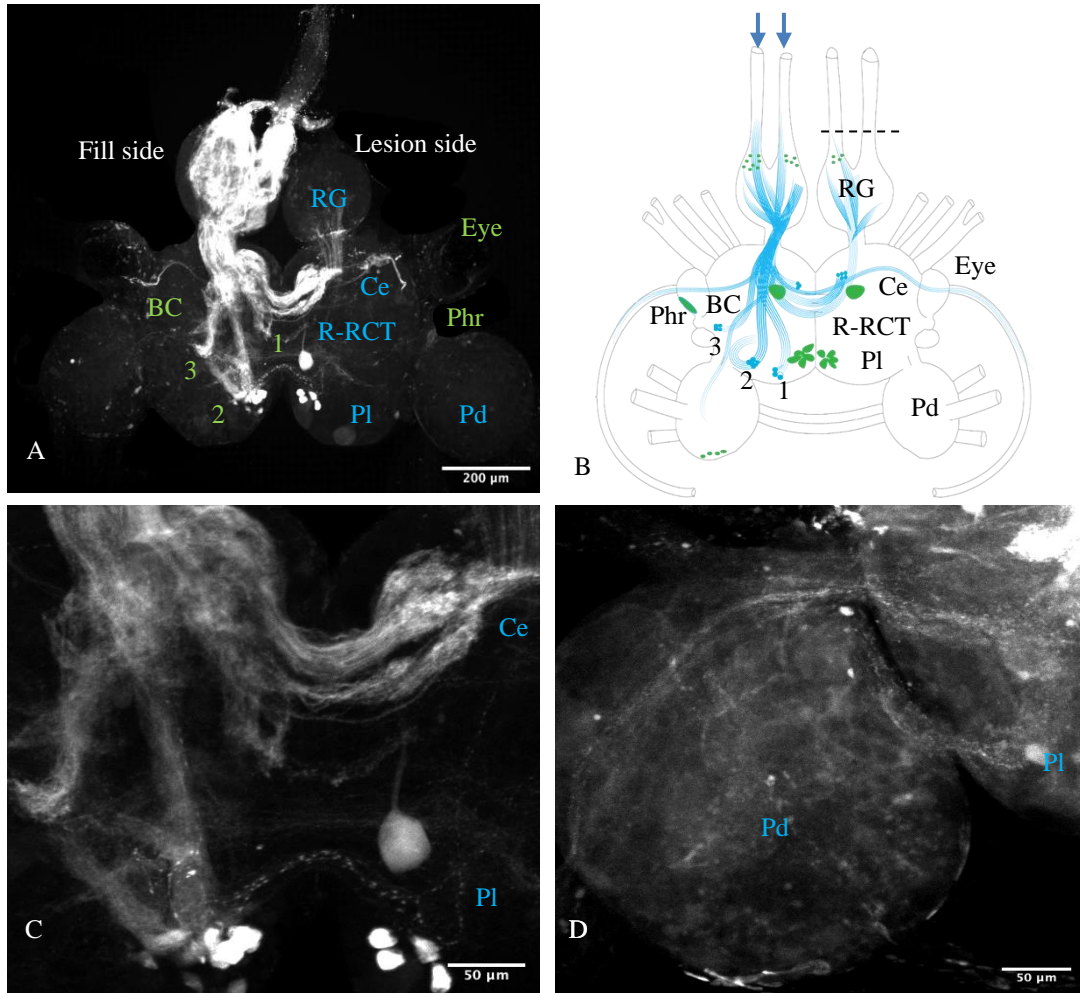 Fill side
Lesion side
RG
Eye
Ce
BC
Phr
R-RCT
1
3
2
Pl
Pd
A
200 µm
RG
Eye
Ce
BC
Phr
R-RCT
3
Pl
2
1
Pd
B
Ce
Pl
C
50 µm
Pl
Pd
D
50 µm